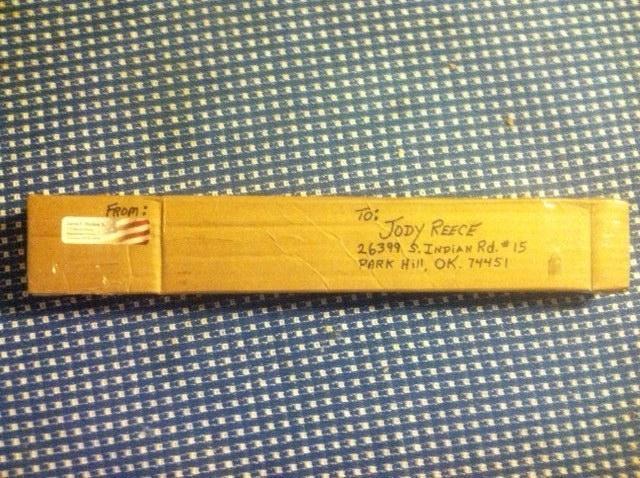 FROM:
TO:
JODY REECE
26399 S. INDIAN Rd. #15
PARK Hill, OK. 74451